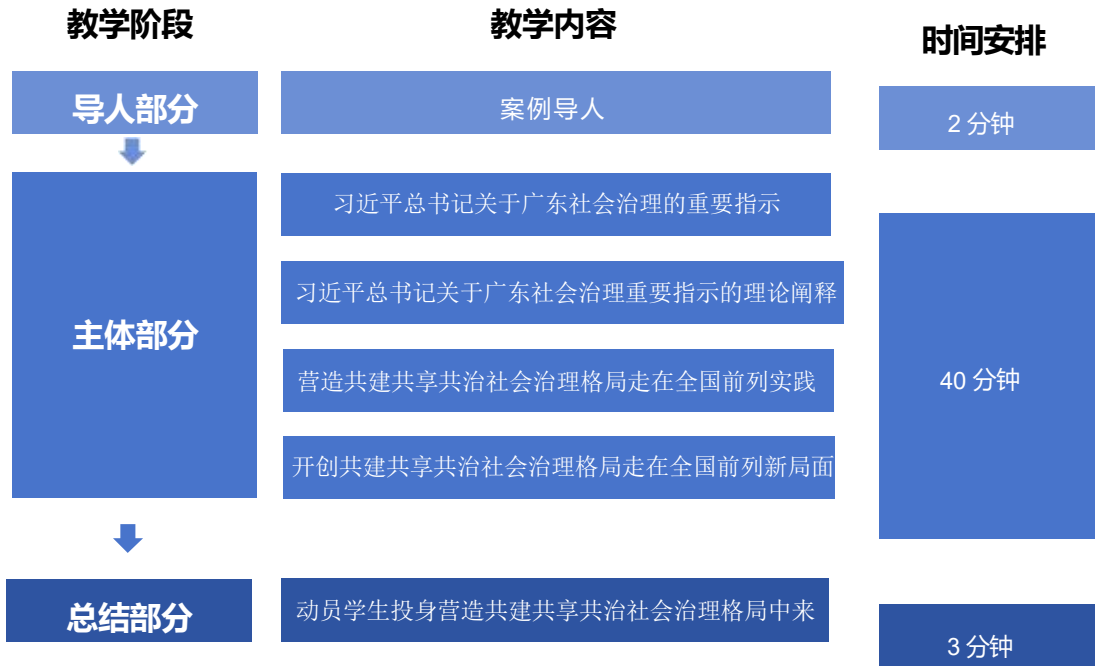 教学阶段
教学内容
时间安排
导人部分
案例导人
2 分钟
主体部分
习近平总书记关于广东社会治理的重要指示
习近平总书记关于广东社会治理重要指示的理论阐释
营造共建共享共治社会治理格局走在全国前列实践
开创共建共享共治社会治理格局走在全国前列新局面
40 分钟
总结部分
动员学生投身营造共建共享共治社会治理格局中来
3 分钟